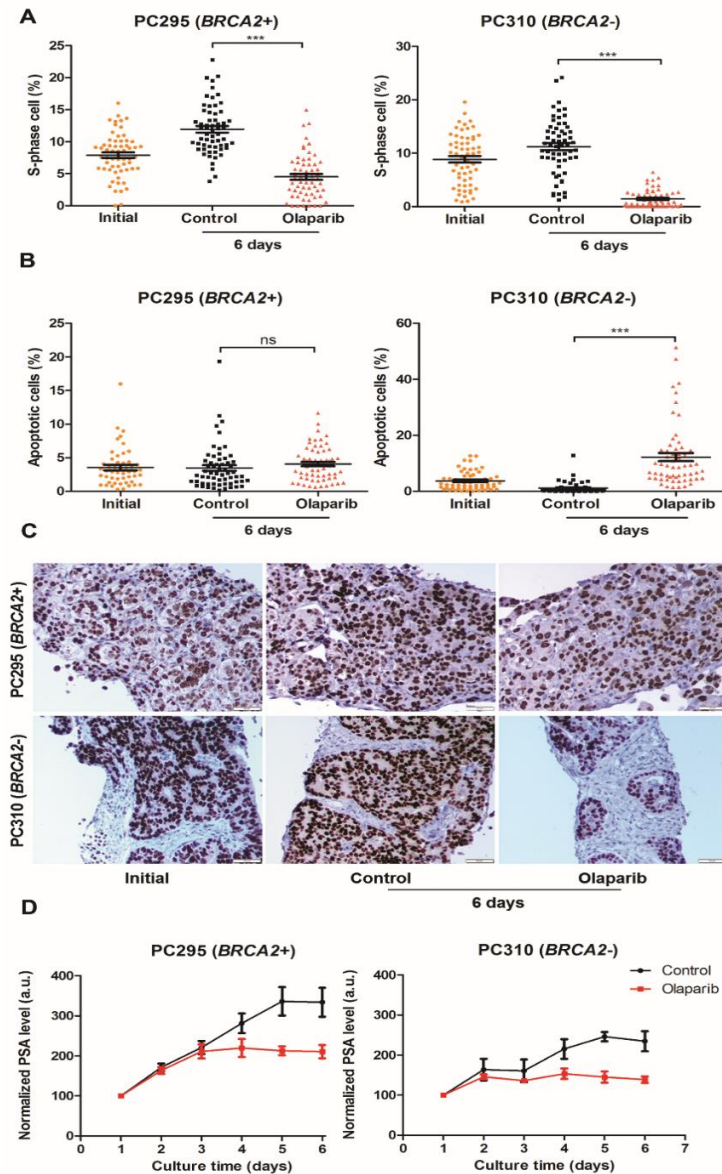 A
PC295 (BRCA2+)
PC310 (BRCA2-)
S-phase cell (%)
25
20
15
10
5
0
***
Initial
Control
Olaparib
6 days
S-phase cell (%)
30
20
10
0
***
Initial
Control
Olaparib
6 days
B
PC295 (BRCA2+)
PC310 (BRCA2-)
Apoptotic cells (%)
25
20
15
10
5
0
ns
Initial
Control
Olaparib
6 days
Apoptotic cells (%)
60
40
20
0
***
Initial
Control
Olaparib
6 days
C
PC295 (BRCA2+)
PC310 (BRCA2-)
Initial
Control
Olaparib
6 days
D
PC295 (BRCA2+)
PC310 (BRCA2-)
Normalized PSA level (a.u.)
400
300
200
100
0
0 1 2 3 4 5 6
Culture time (days)
Normalized PSA level (a.u.)
400
300
200
100
0
0 1 2 3 4 5 6 7
Culture time (days)
Control
Olaparib